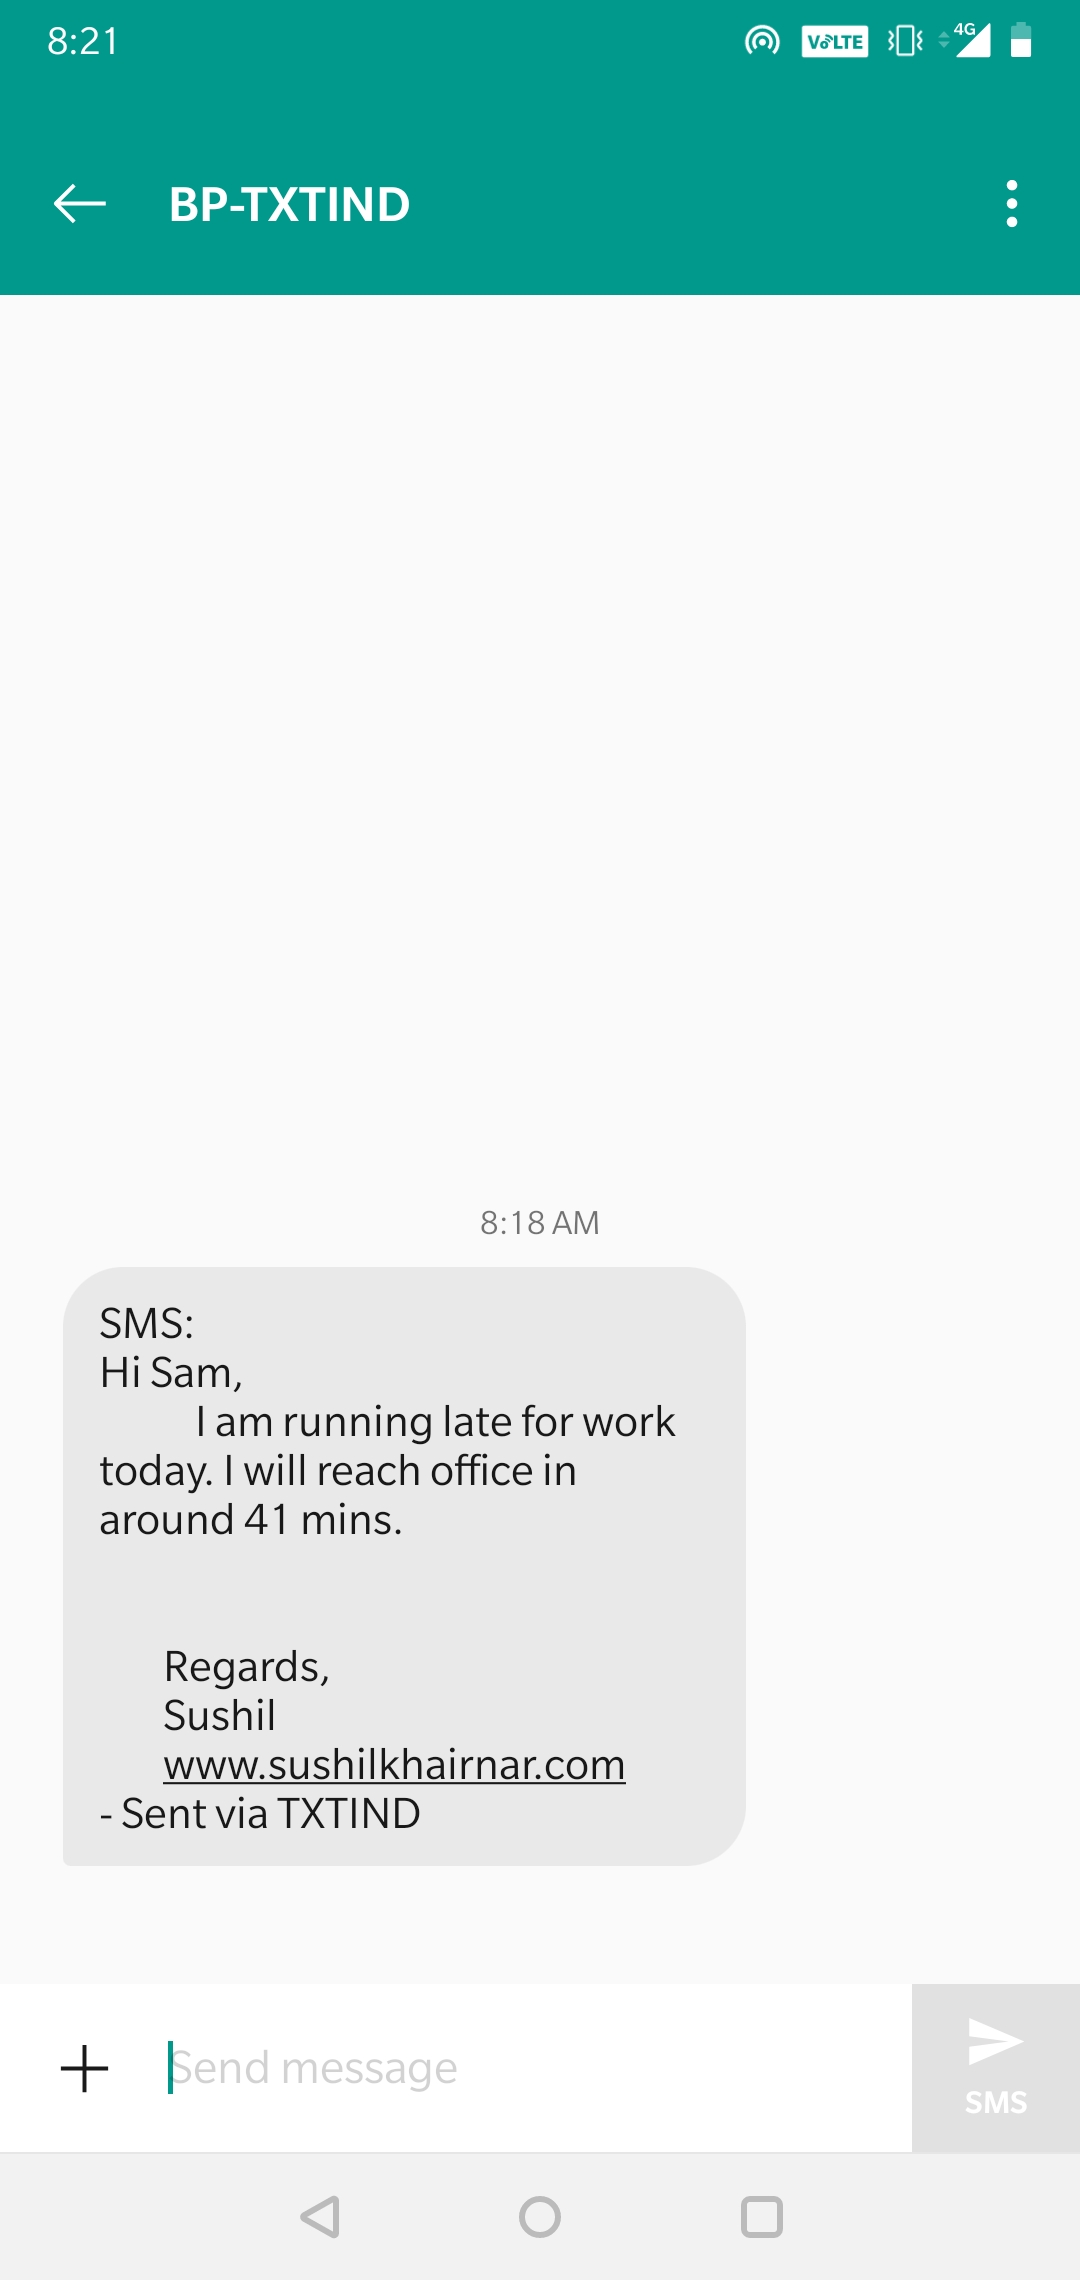 8:21
VoLTE
4G
BP-TXTIND
8:18 AM
SMS:
Hi Sam,
I am running late for work
today. I will reach office in
around 41 mins.
Regards,
Sushil
www.sushilkhairnar.com
- Sent via TXTIND
Send message
SMS